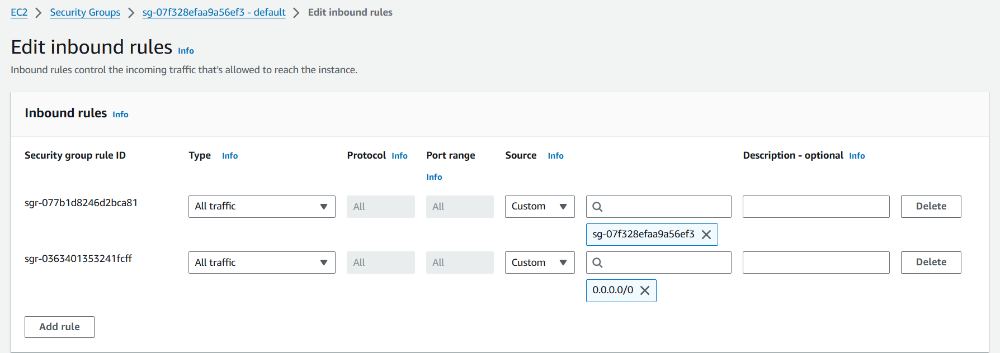 EC2 > Security Groups > sg-07f328efaa9a56ef3 - default > Edit inbound rules
Edit inbound rules Info
Inbound rules control the incoming traffic that's allowed to reach the instance.
Inbound rules Info
Security group rule ID Type Info Protocol Info Port range Source Info Description - optional Info
Info
sgr-077b1d8246d2bca81 All traffic All All Custom Delete
sg-07f328efaa9a56ef3
sgr-0363401353241fcff All traffic All All Custom Delete
0.0.0.0/0
Add rule